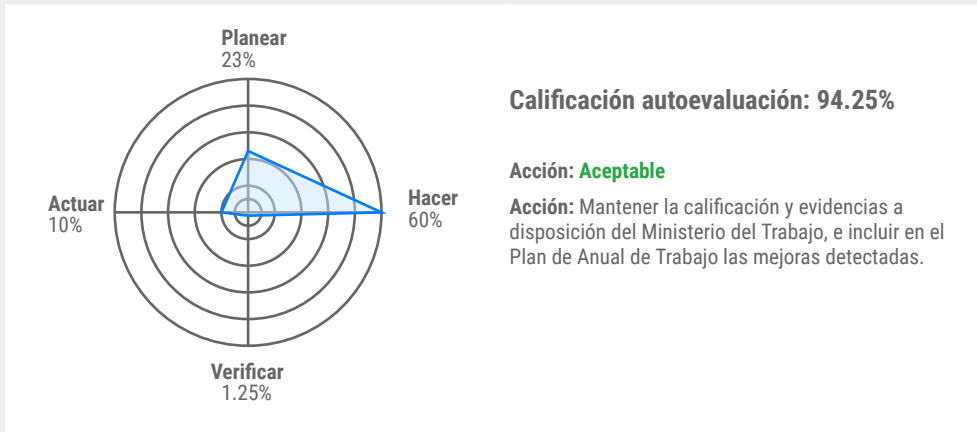 Planear
23%
Calificación autoevaluación: 94.25%
Acción: Aceptable
Actuar
10%
Hacer
60%
Acción: Mantener la calificación y evidencias a
disposición del Ministerio del Trabajo, e incluir en el
Plan de Anual de Trabajo las mejoras detectadas.
Verificar
1.25%